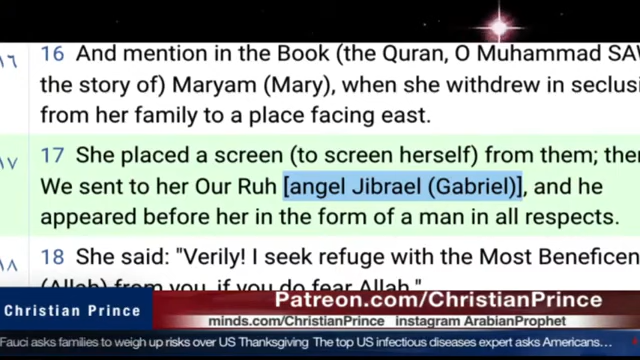 ١٦ 16 And mention in the Book (the Quran, O Muhammad SAW
the story of) Maryam (Mary), when she withdrew in seclusi
from her family to a place facing east.
١٧ 17 She placed a screen (to screen herself) from them; then
We sent to her Our Ruh [angel Jibrael (Gabriel)], and he
appeared before her in the form of a man in all respects.
١٨ 18 She said: "Verily! I seek refuge with the Most Beneficen
(Allah) from you, if you do fear Allah."
Christian Prince
Patreon.com/ChristianPrince
minds.com/ChristianPrince instagram ArabianProphet
Fauci asks families to weigh up risks over US Thanksgiving The top US infectious diseases expert asks Americans...